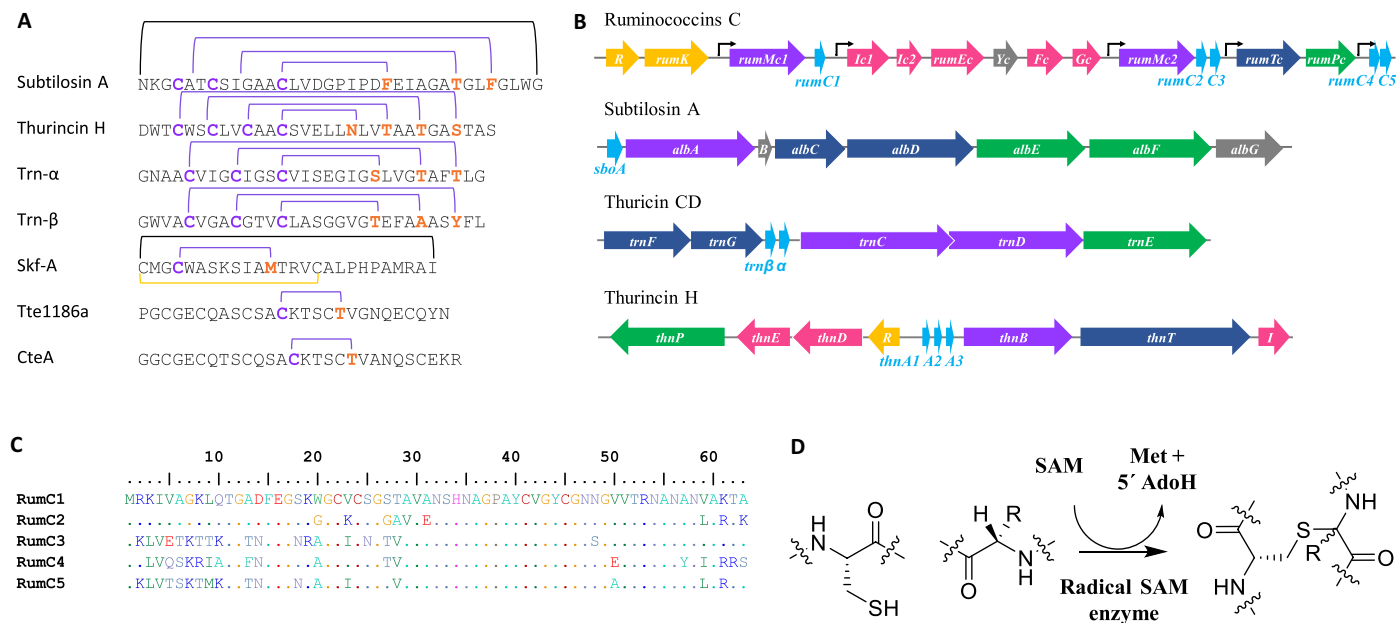 A
Subtilosin A NKGCATCSIGAACLVDGPIPDFEIAGATGLFGLWG
Thurincin H DWTCWSCLVCAACSVELLNLVTAATGASTAS
Trn-α GNAACVIGCIGSCVISEGIGSLVGTAFTLG
Trn-β GWVACVGACGTVCLASGGVGTEFAAASYFL
Skf-A CMGCWASKSIAMTRVCALPHPAMRAI
Tte1186a PGCGECQASCSACKTSCTVGNQECQYN
CteA GGCGECQTSCQSACKTSCTVANQSCEKR
B
Ruminococcins C
R rumK rumMc1 rumC1 Ic1 Ic2 rumEc Yc Fc Gc rumMc2 rumC2 C3 rumTc rumPc rumC4 C5
Subtilosin A
sboA albA B albC albD albE albF albG
Thuricin CD
trnF trnG trnβ α trnC trnD trnE
Thurincin H
thnP thnE thnD R thnA1 A2 A3 thnB thnT I
C
10 20 30 40 50 60
RumC1 MRKIVAGKLQTGADFEGSKWGCVCSGSTAVANSHNAGPAYCVGYCGNNGVVTRNANANVAKTA
RumC2 ...................G..K...GAV.E...........................L.R.K
RumC3 .KLVETKTTK..TN...NRA..I.N.TV...................S...............
RumC4 ..LVQSKRIA..FN.....A..I...TV.....................E......Y.I.RRS
RumC5 .KLVTSKTMK..TN...N.A..I....V.....................A........L.R..
D
SAM
Met +
5´ AdoH
H
N
O
SH
H
R
O
N
H
Radical SAM
enzyme
O
S
R
NH
O
HN